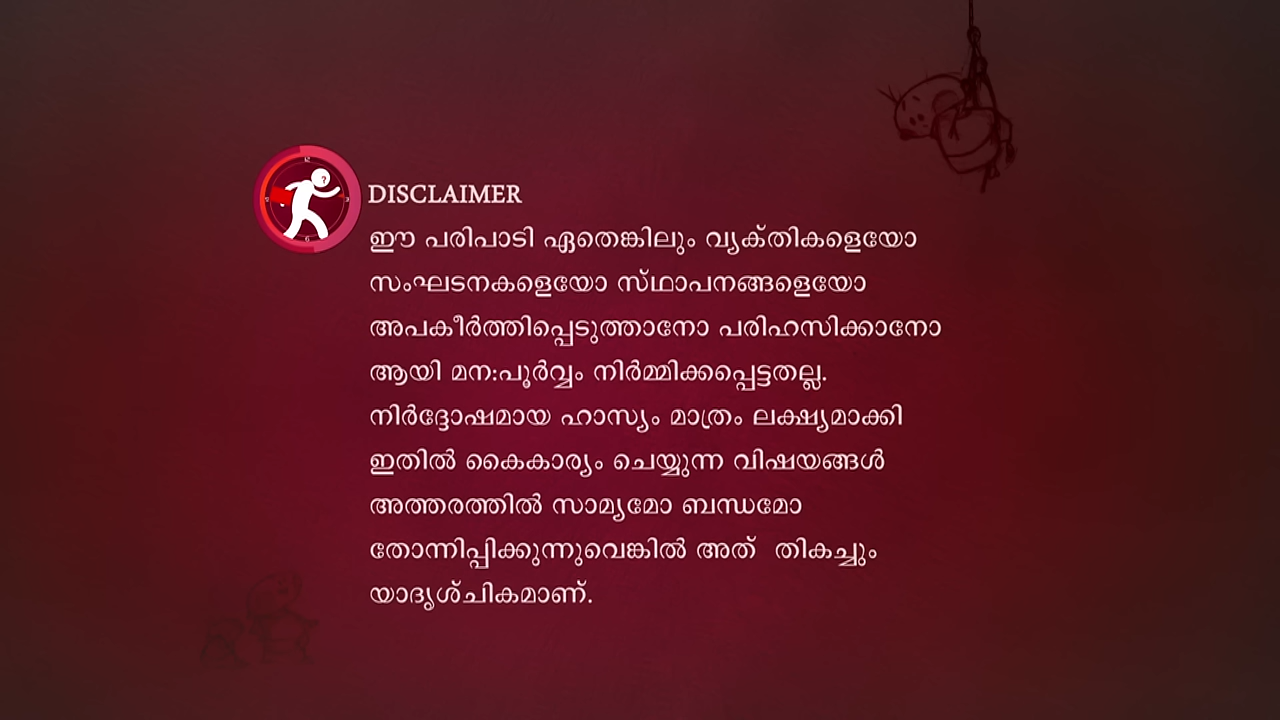 DISCLAIMER
ഈ പരിപാടി ഏതെങ്കിലും വ്യക്തികളെയോ
സംഘടനകളെയോ സ്ഥാപനങ്ങളെയോ
അപകീർത്തിപ്പെടുത്താനോ പരിഹസിക്കാനോ
ആയി മന:പൂർവ്വം നിർമ്മിക്കപ്പെട്ടതല്ല.
നിർദ്ദോഷമായ ഹാസ്യം മാത്രം ലക്ഷ്യമാക്കി
ഇതിൽ കൈകാര്യം ചെയ്യുന്ന വിഷയങ്ങൾ
അത്തരത്തിൽ സാമ്യമോ ബന്ധമോ
തോന്നിപ്പിക്കുന്നുവെങ്കിൽ അത് തികച്ചും
യാദൃശ്ചികമാണ്.